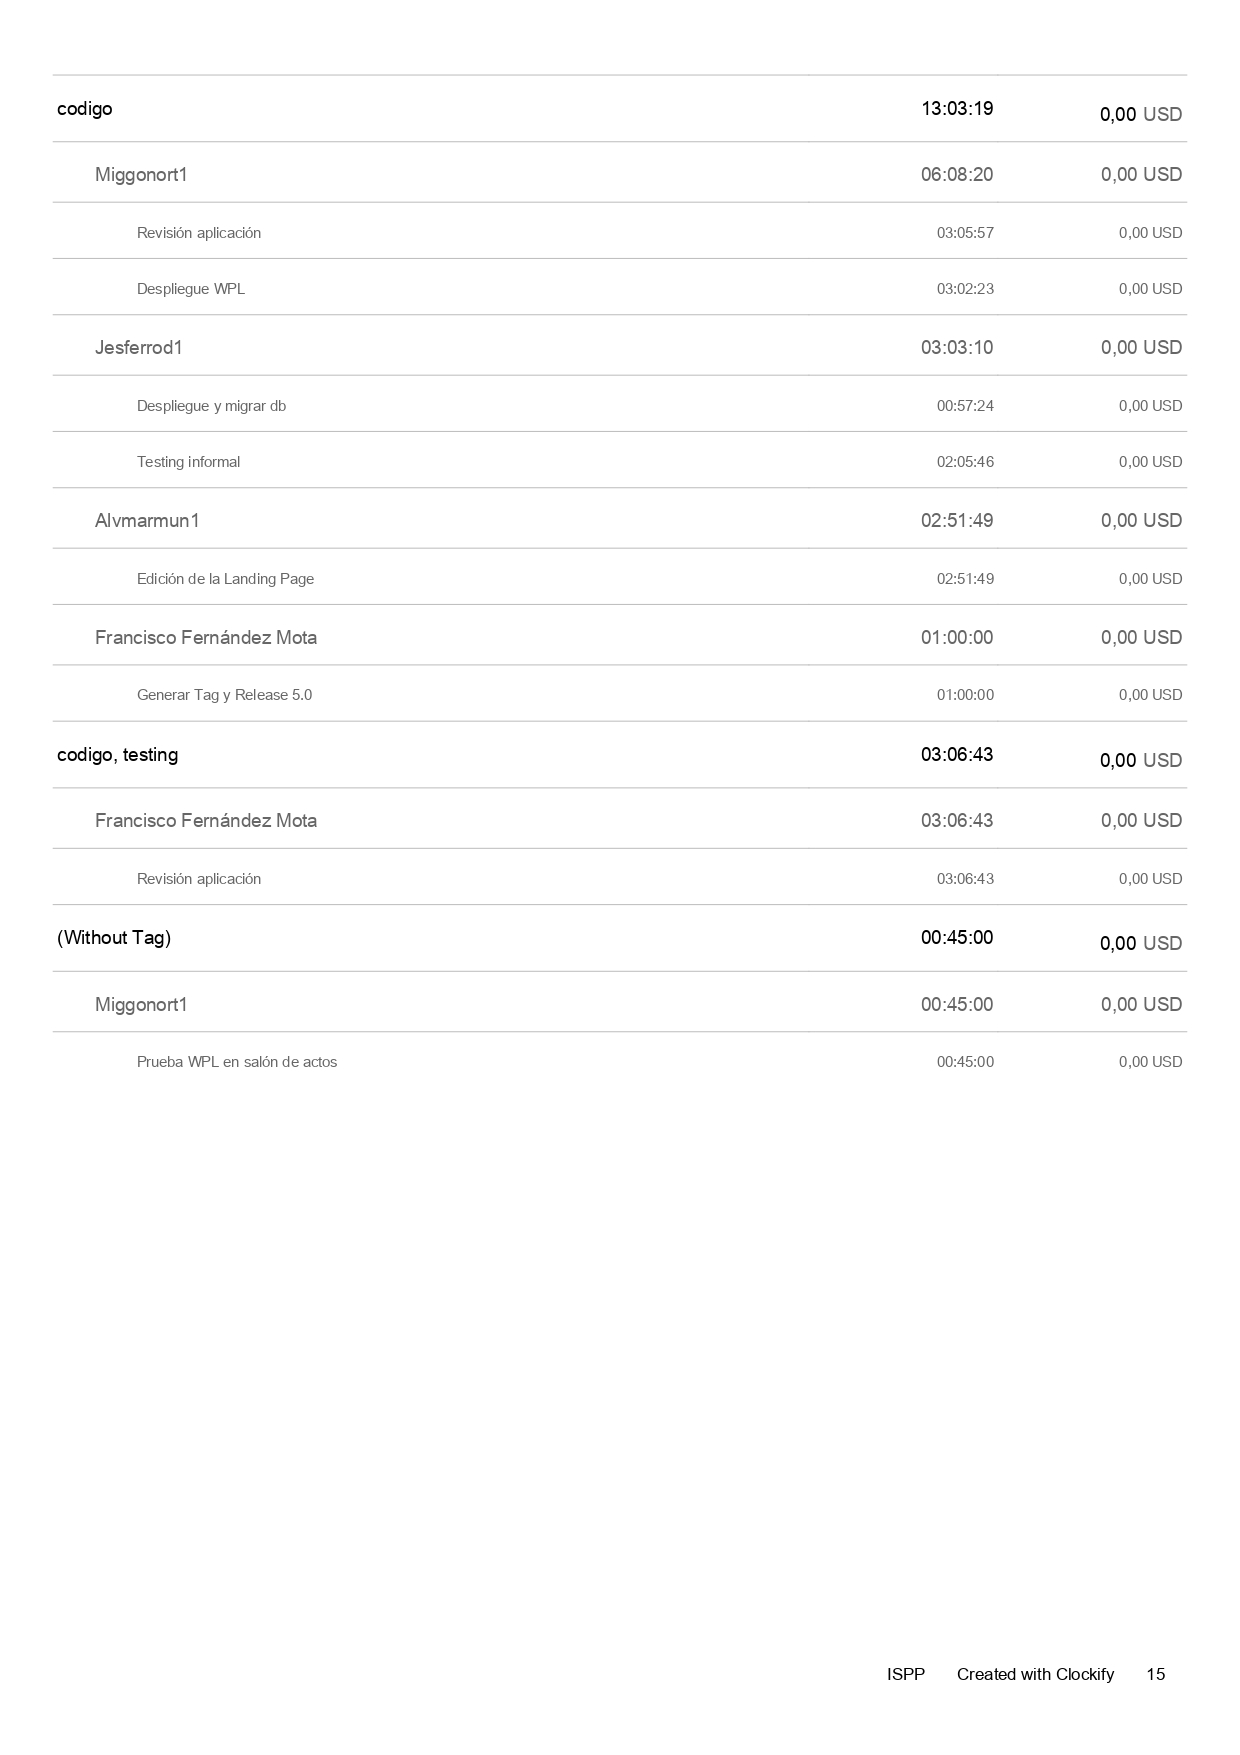 codigo 13:03:19 0,00 USD
Miggonort1 06:08:20 0,00 USD
Revisión aplicación 03:05:57 0,00 USD
Despliegue WPL 03:02:23 0,00 USD
Jesferrod1 03:03:10 0,00 USD
Despliegue y migrar db 00:57:24 0,00 USD
Testing informal 02:05:46 0,00 USD
Alvmarmun1 02:51:49 0,00 USD
Edición de la Landing Page 02:51:49 0,00 USD
Francisco Fernández Mota 01:00:00 0,00 USD
Generar Tag y Release 5.0 01:00:00 0,00 USD
codigo, testing 03:06:43 0,00 USD
Francisco Fernández Mota 03:06:43 0,00 USD
Revisión aplicación 03:06:43 0,00 USD
(Without Tag) 00:45:00 0,00 USD
Miggonort1 00:45:00 0,00 USD
Prueba WPL en salón de actos 00:45:00 0,00 USD
ISPP Created with Clockify 15